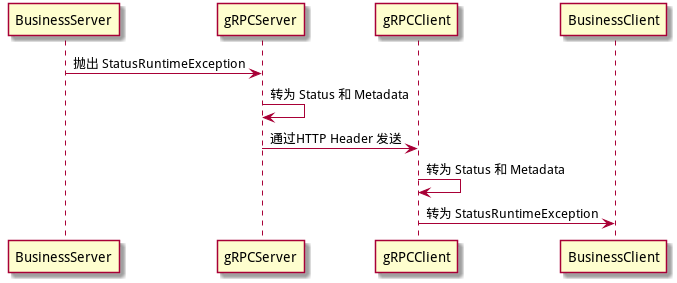 BusinessServer
gRPCServer
gRPCClient
BusinessClient
抛出 StatusRuntimeException
转为 Status 和 Metadata
通过HTTP Header 发送
转为 Status 和 Metadata
转为 StatusRuntimeException
BusinessServer
gRPCServer
gRPCClient
BusinessClient